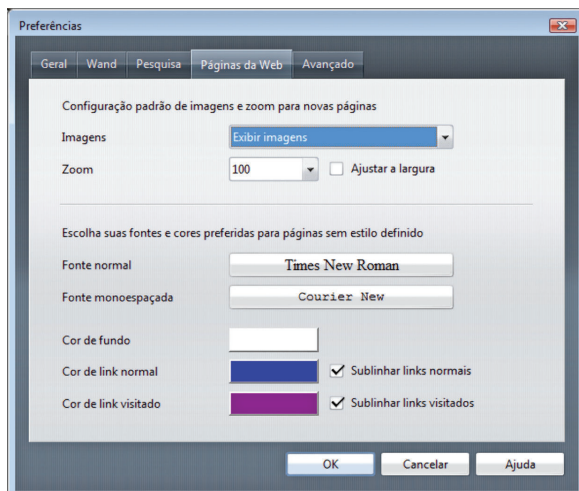 Preferências
Geral Wand Pesquisa Páginas da Web Avançado
Configuração padrão de imagens e zoom para novas páginas
Imagens Exibir imagens
Zoom 100 Ajustar a largura
Escolha suas fontes e cores preferidas para páginas sem estilo definido
Fonte normal Times New Roman
Fonte monoespaçada Courier New
Cor de fundo
Cor de link normal Sublinhar links normais
Cor de link visitado Sublinhar links visitados
OK Cancelar Ajuda